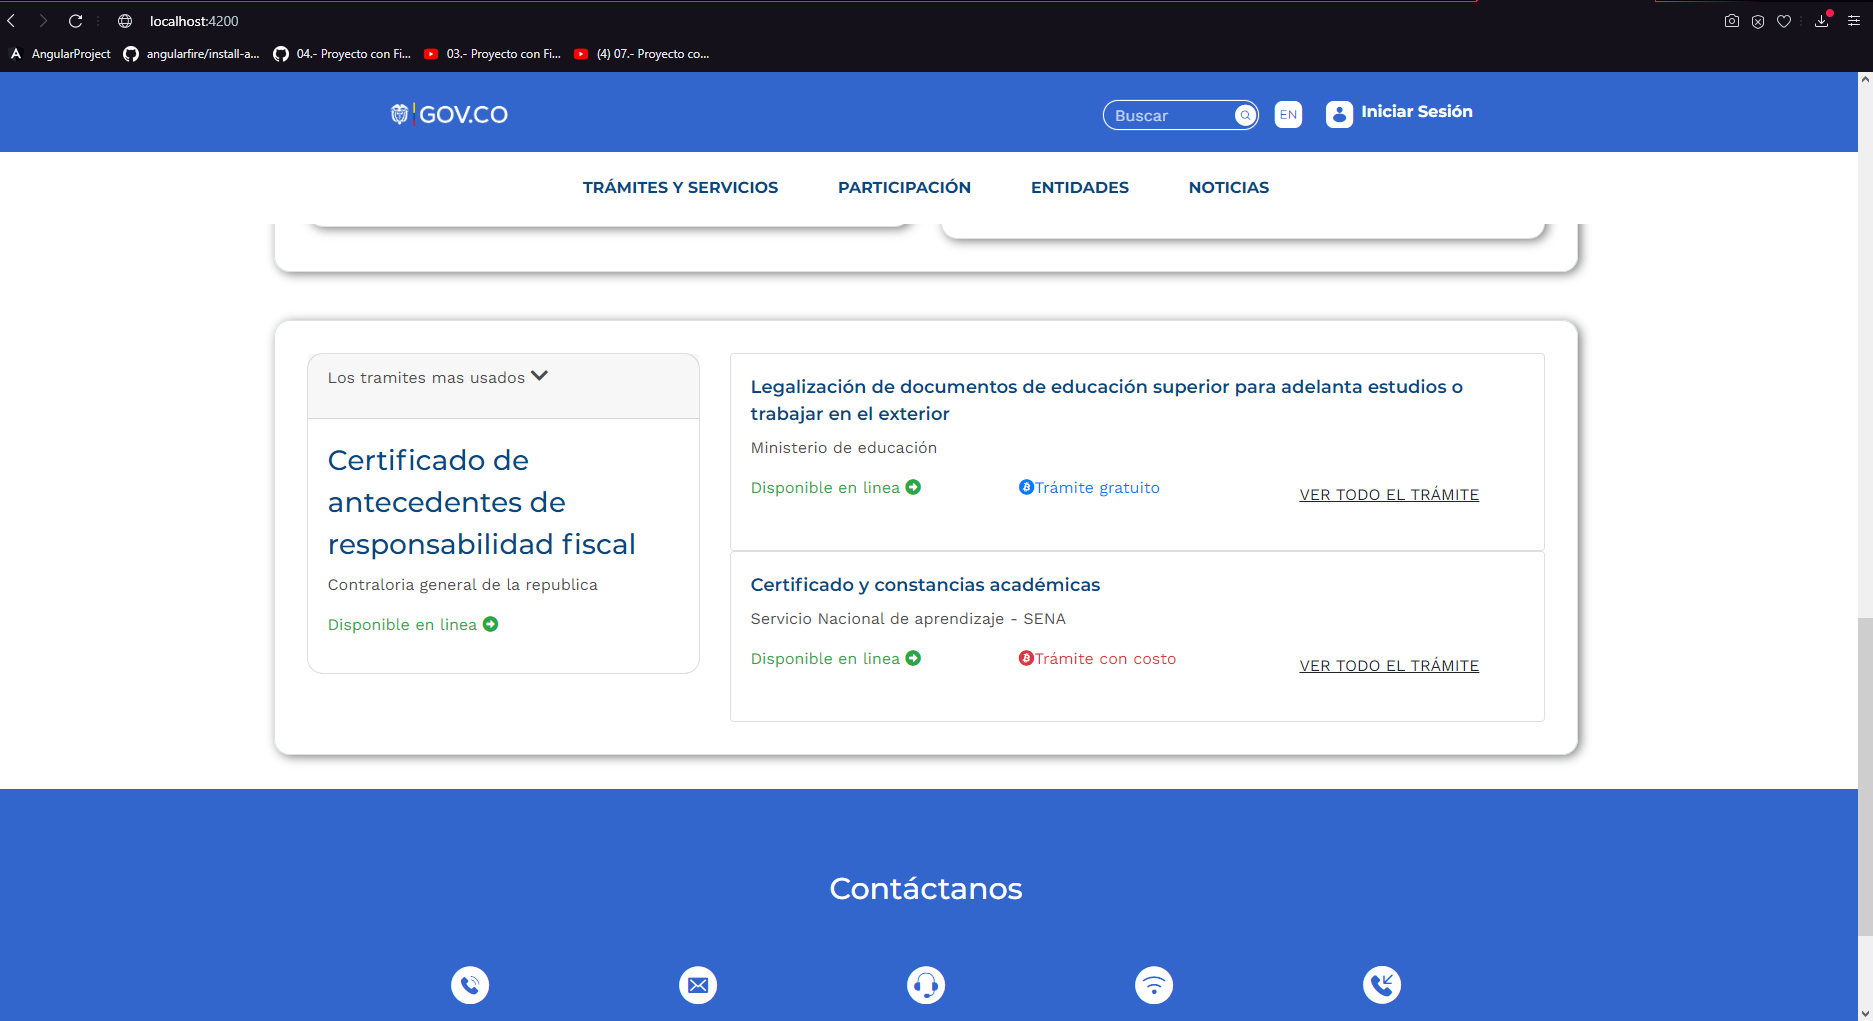 localhost:4200
AngularProject
angularfire/install-a...
04.- Proyecto con Fi...
03.- Proyecto con Fi...
(4) 07.- Proyecto co...
GOV.CO
Buscar
EN
Iniciar Sesión
TRÁMITES Y SERVICIOS
PARTICIPACIÓN
ENTIDADES
NOTICIAS
Los tramites mas usados
Certificado de
antecedentes de
responsabilidad fiscal
Contraloria general de la republica
Disponible en linea
Legalización de documentos de educación superior para adelanta estudios o
trabajar en el exterior
Ministerio de educación
Disponible en linea
Trámite gratuito
VER TODO EL TRÁMITE
Certificado y constancias académicas
Servicio Nacional de aprendizaje - SENA
Disponible en linea
Trámite con costo
VER TODO EL TRÁMITE
Contáctanos